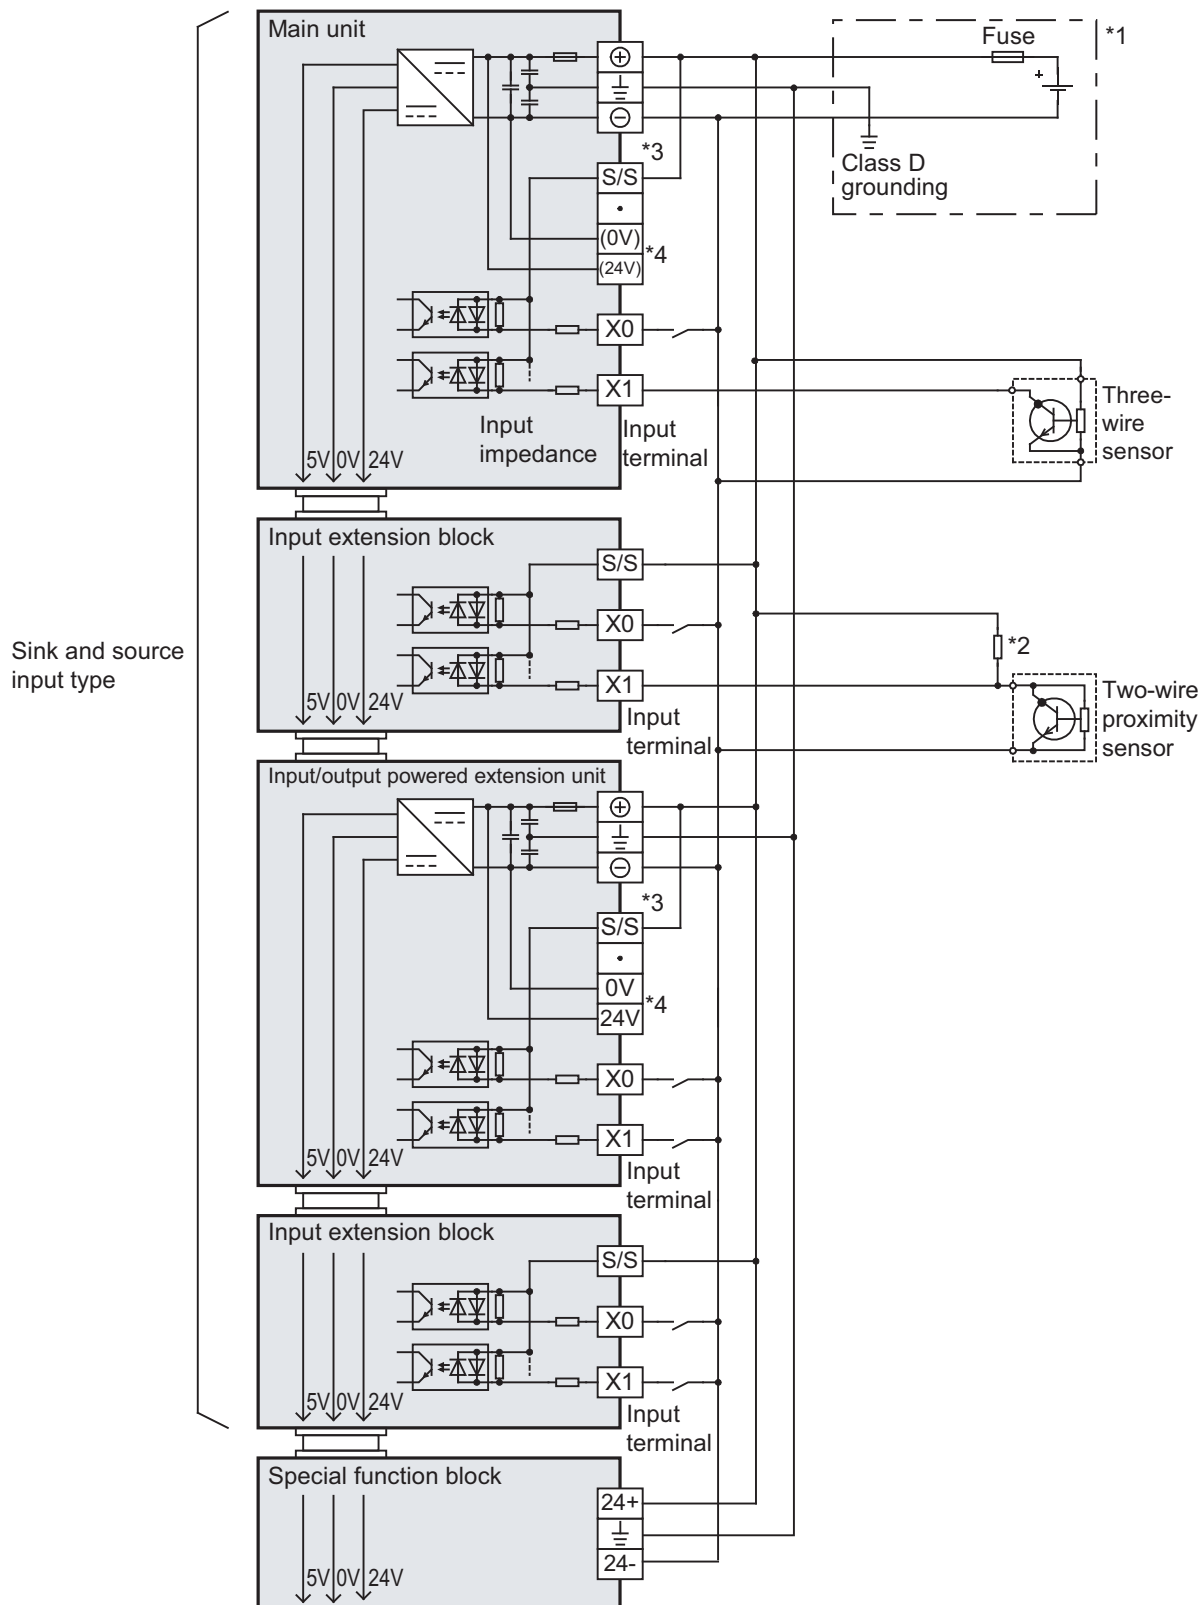 Main unit
Fuse
*1
+
Class D
grounding
*3
S/S
(0V)
*4
(24V)
X0
X1
Input
impedance
Input
terminal
Three-
wire
sensor
5V 0V 24V
Input extension block
S/S
X0
X1
*2
Sink and source
input type
5V 0V 24V
Input
terminal
Two-wire
proximity
sensor
Input/output powered extension unit
*3
S/S
0V
*4
24V
X0
X1
5V 0V 24V
Input
terminal
Input extension block
S/S
X0
X1
5V 0V 24V
Input
terminal
Special function block
24+
24-
5V 0V 24V